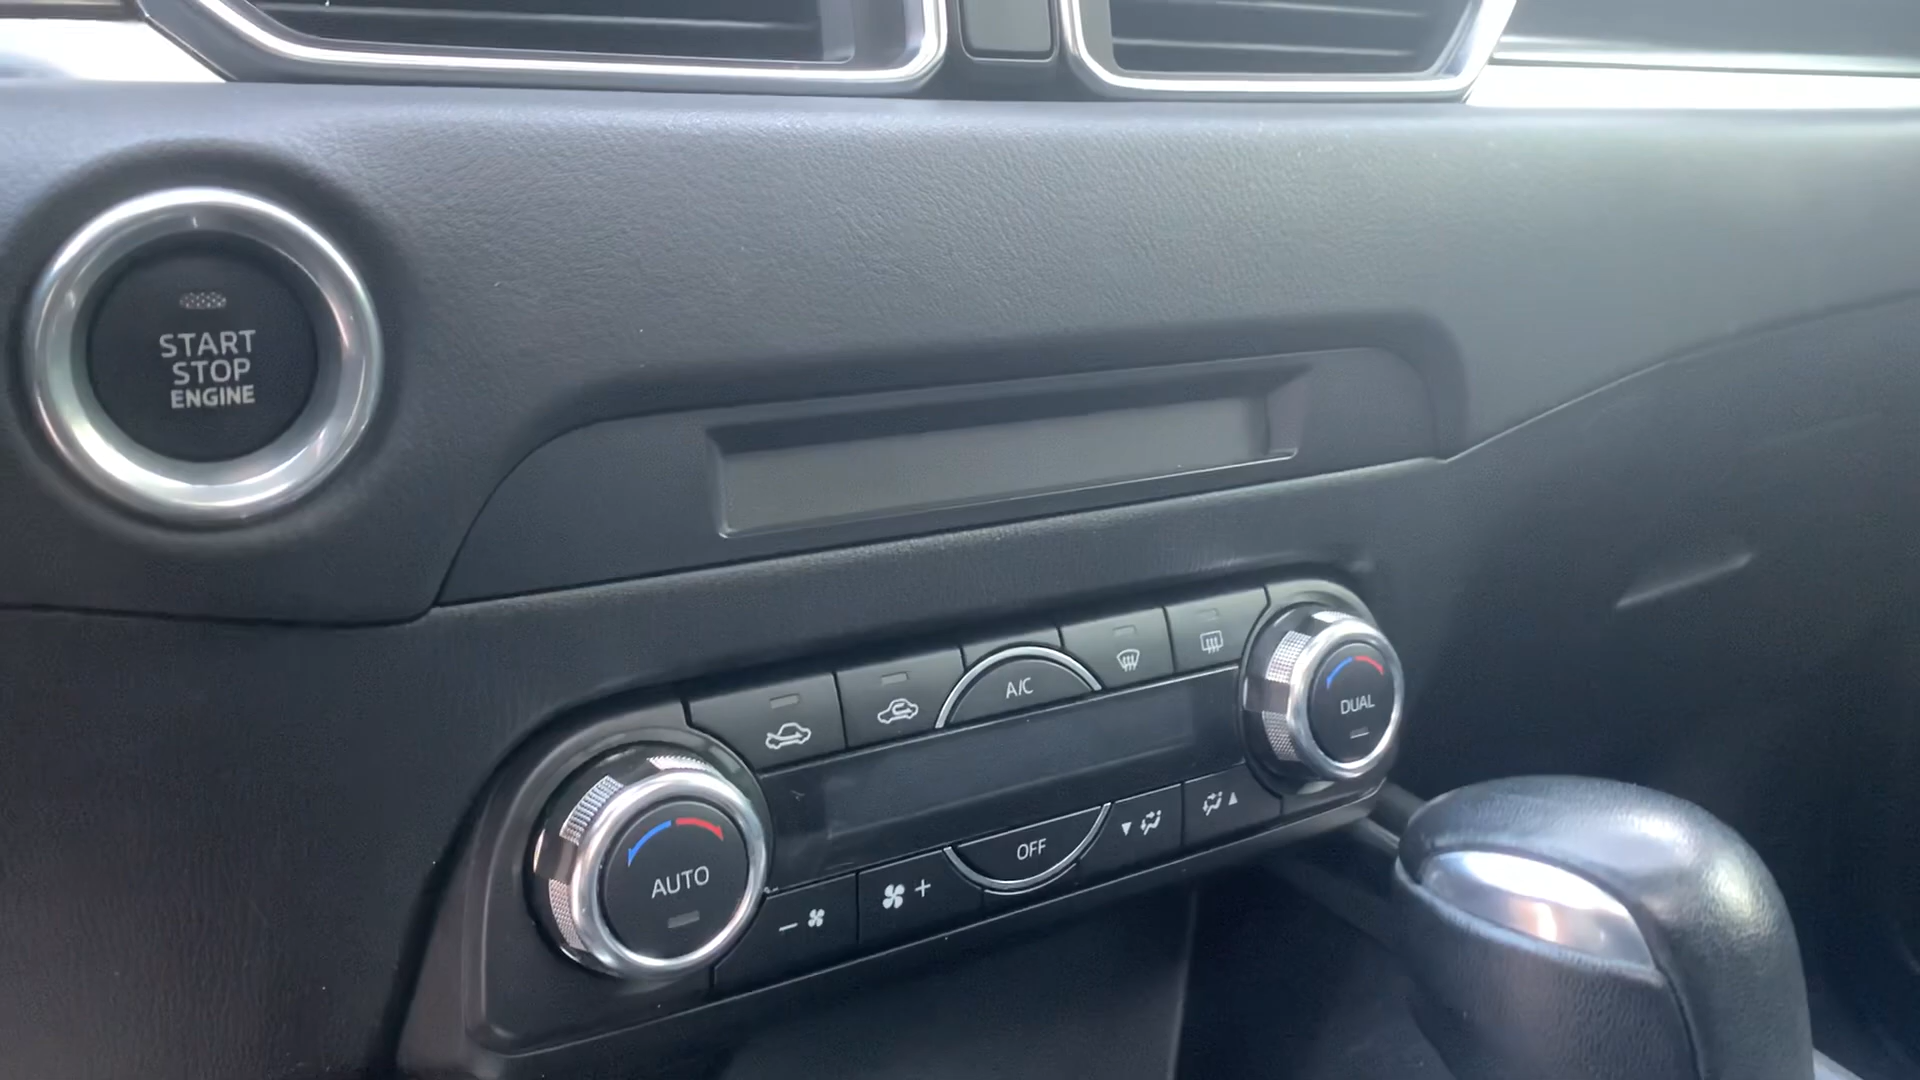 START
STOP
ENGINE
A/C
DUAL
AUTO
OFF
- +